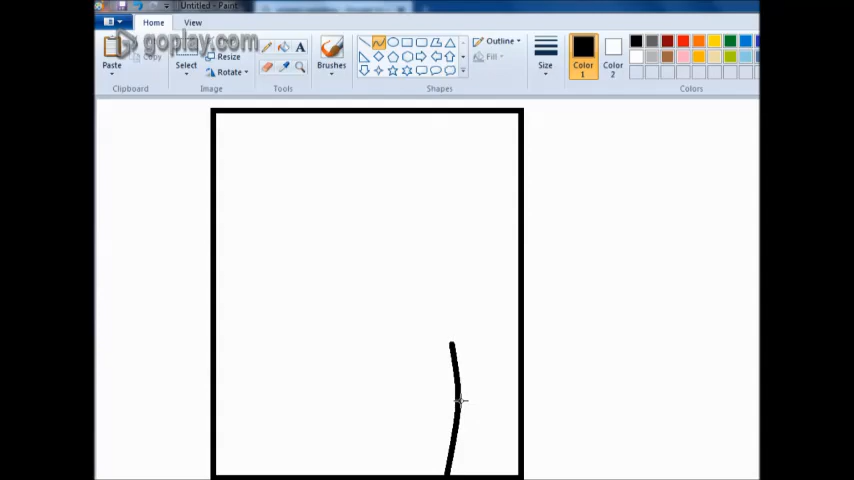 Untitled - Paint
Home
View
goplay.com
Paste
Copy
Select
Resize
Rotate
A
Brushes
Outline
Fill
Size
Color
1
Color
2
Clipboard
Image
Tools
Shapes
Colors